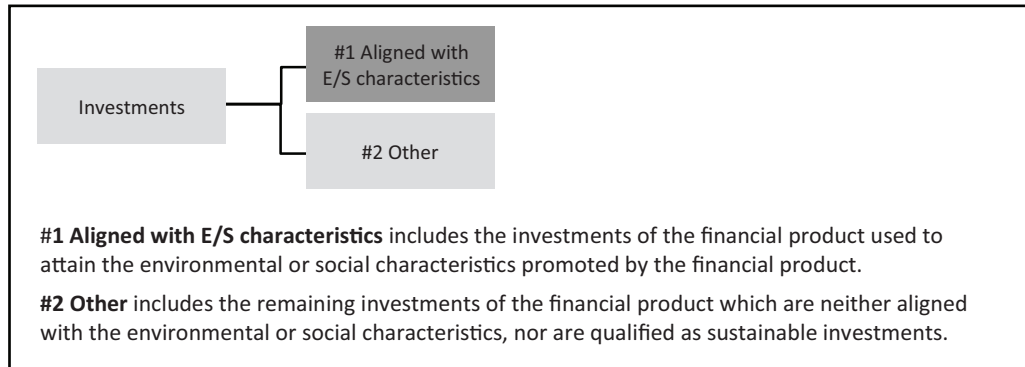 #1 Aligned with
E/S characteristics
Investments
#2 Other
#1 Aligned with E/S characteristics includes the investments of the financial product used to
attain the environmental or social characteristics promoted by the financial product.
#2 Other includes the remaining investments of the financial product which are neither aligned
with the environmental or social characteristics, nor are qualified as sustainable investments.